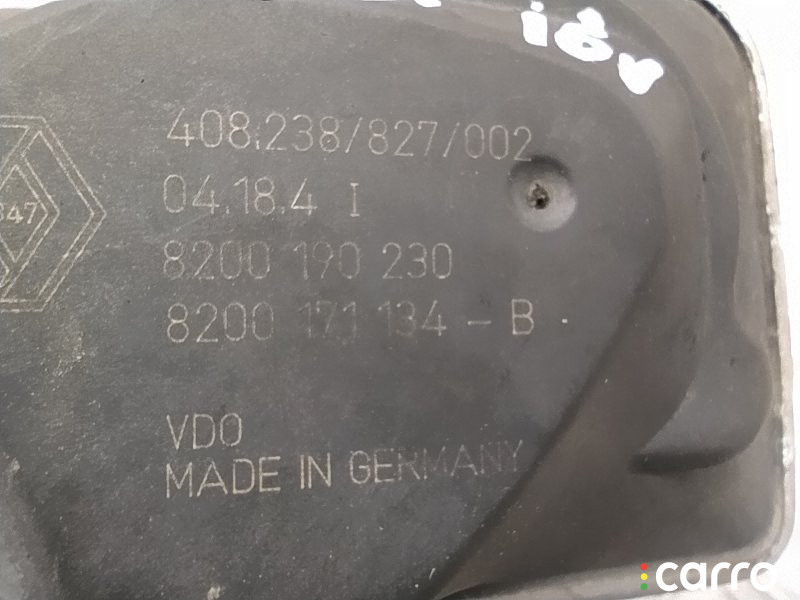 408.238/827/002
04.18.4 I
8200 190 230
8200 171 134 - B
VDO
MADE IN GERMANY
carro